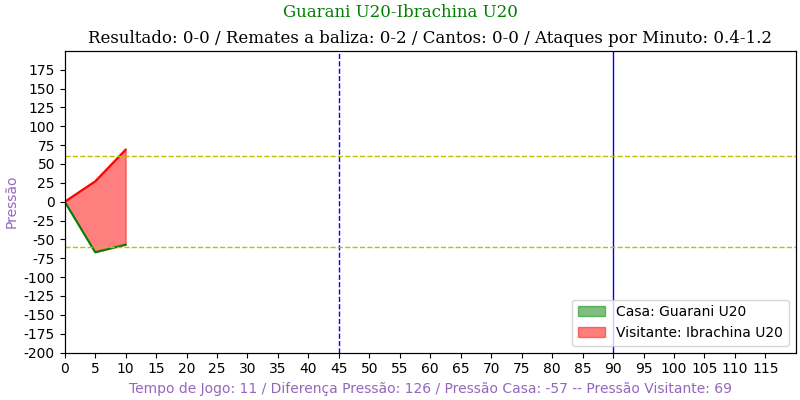 Guarani U20-Ibrachina U20
Resultado: 0-0 / Remates a baliza: 0-2 / Cantos: 0-0 / Ataques por Minuto: 0.4-1.2
Pressão
175
150
125
100
75
50
25
0
-25
-50
-75
-100
-125
-150
-175
-200
Casa: Guarani U20
Visitante: Ibrachina U20
0 5 10 15 20 25 30 35 40 45 50 55 60 65 70 75 80 85 90 95 100 105 110 115
Tempo de Jogo: 11 / Diferença Pressão: 126 / Pressão Casa: -57 -- Pressão Visitante: 69